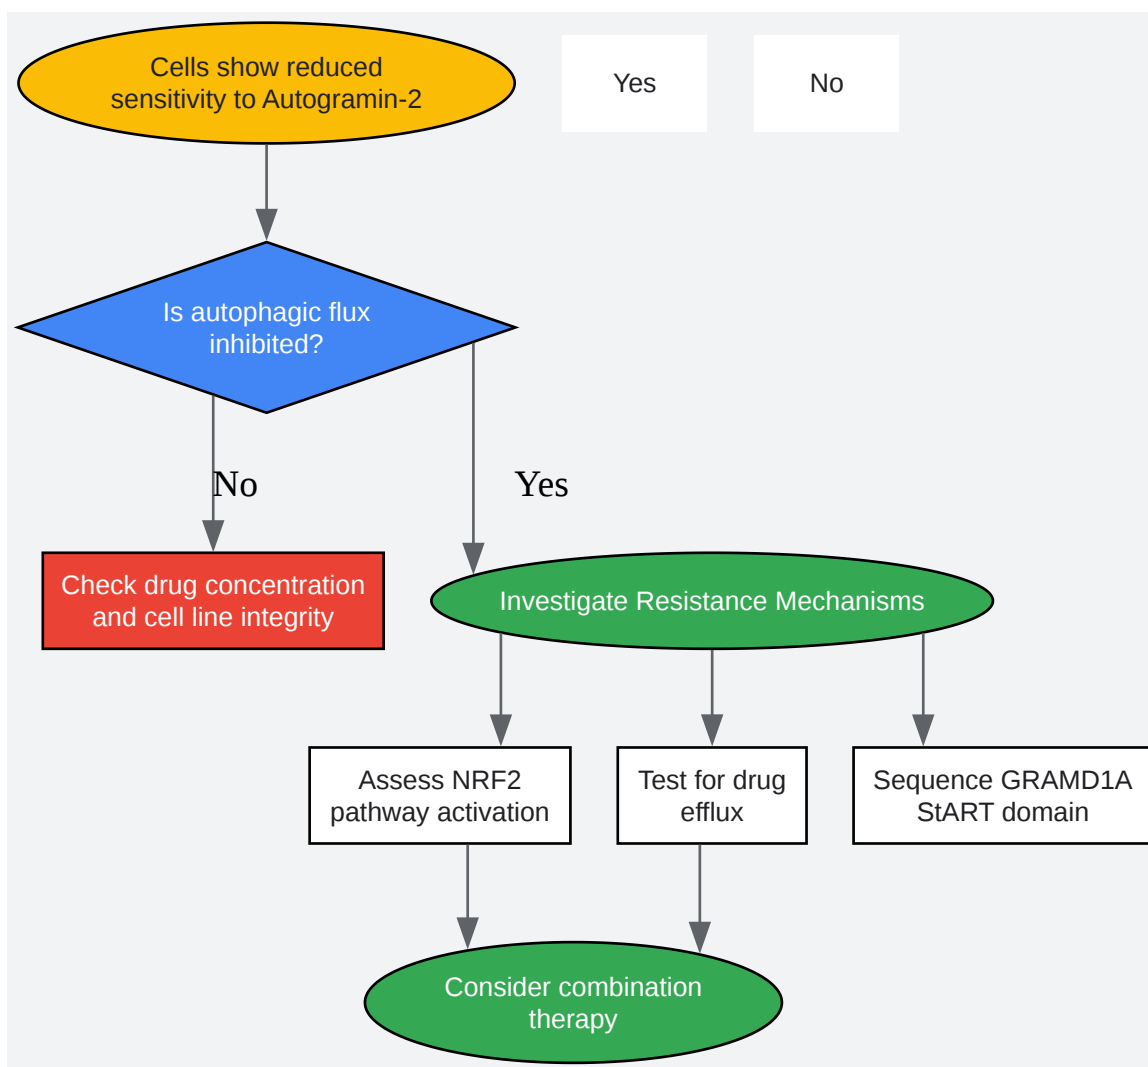 Cells show reduced
sensitivity to Autogramin-2
Yes
No
Is autophagic flux
inhibited?
No
Yes
Check drug concentration
and cell line integrity
Investigate Resistance Mechanisms
Assess NRF2
pathway activation
Test for drug
efflux
Sequence GRAMD1A
StART domain
Consider combination
therapy